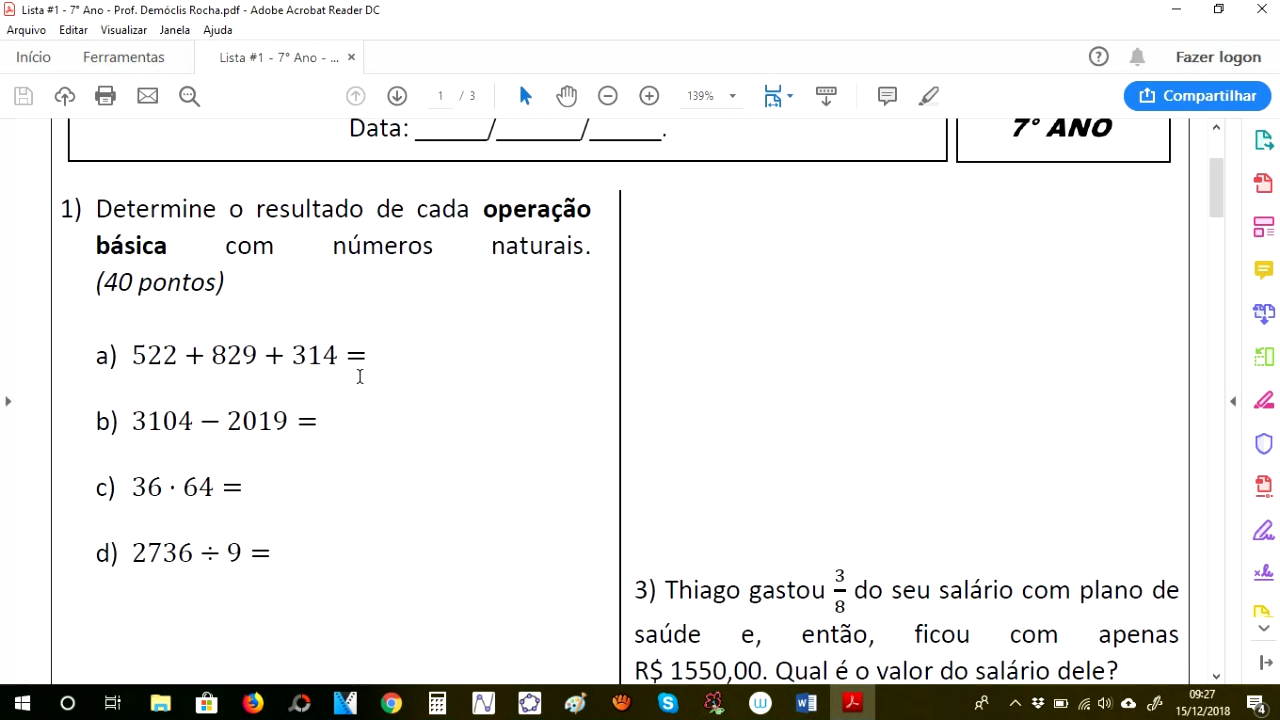 Lista #1 - 7° Ano - Prof. Demóclis Rocha.pdf - Adobe Acrobat Reader DC
Arquivo Editar Visualizar Janela Ajuda
Início Ferramentas Lista #1 - 7° Ano - ... × Fazer logon
1 / 3 139% Compartilhar
Data: ______/_______/______.
7° ANO
1) Determine o resultado de cada operação
básica com números naturais.
(40 pontos)
a) 522 + 829 + 314 =
b) 3104 − 2019 =
c) 36 · 64 =
d) 2736 ÷ 9 =
3) Thiago gastou 3/8 do seu salário com plano de
saúde e, então, ficou com apenas
R$ 1550,00. Qual é o valor do salário dele?
09:27
15/12/2018
4